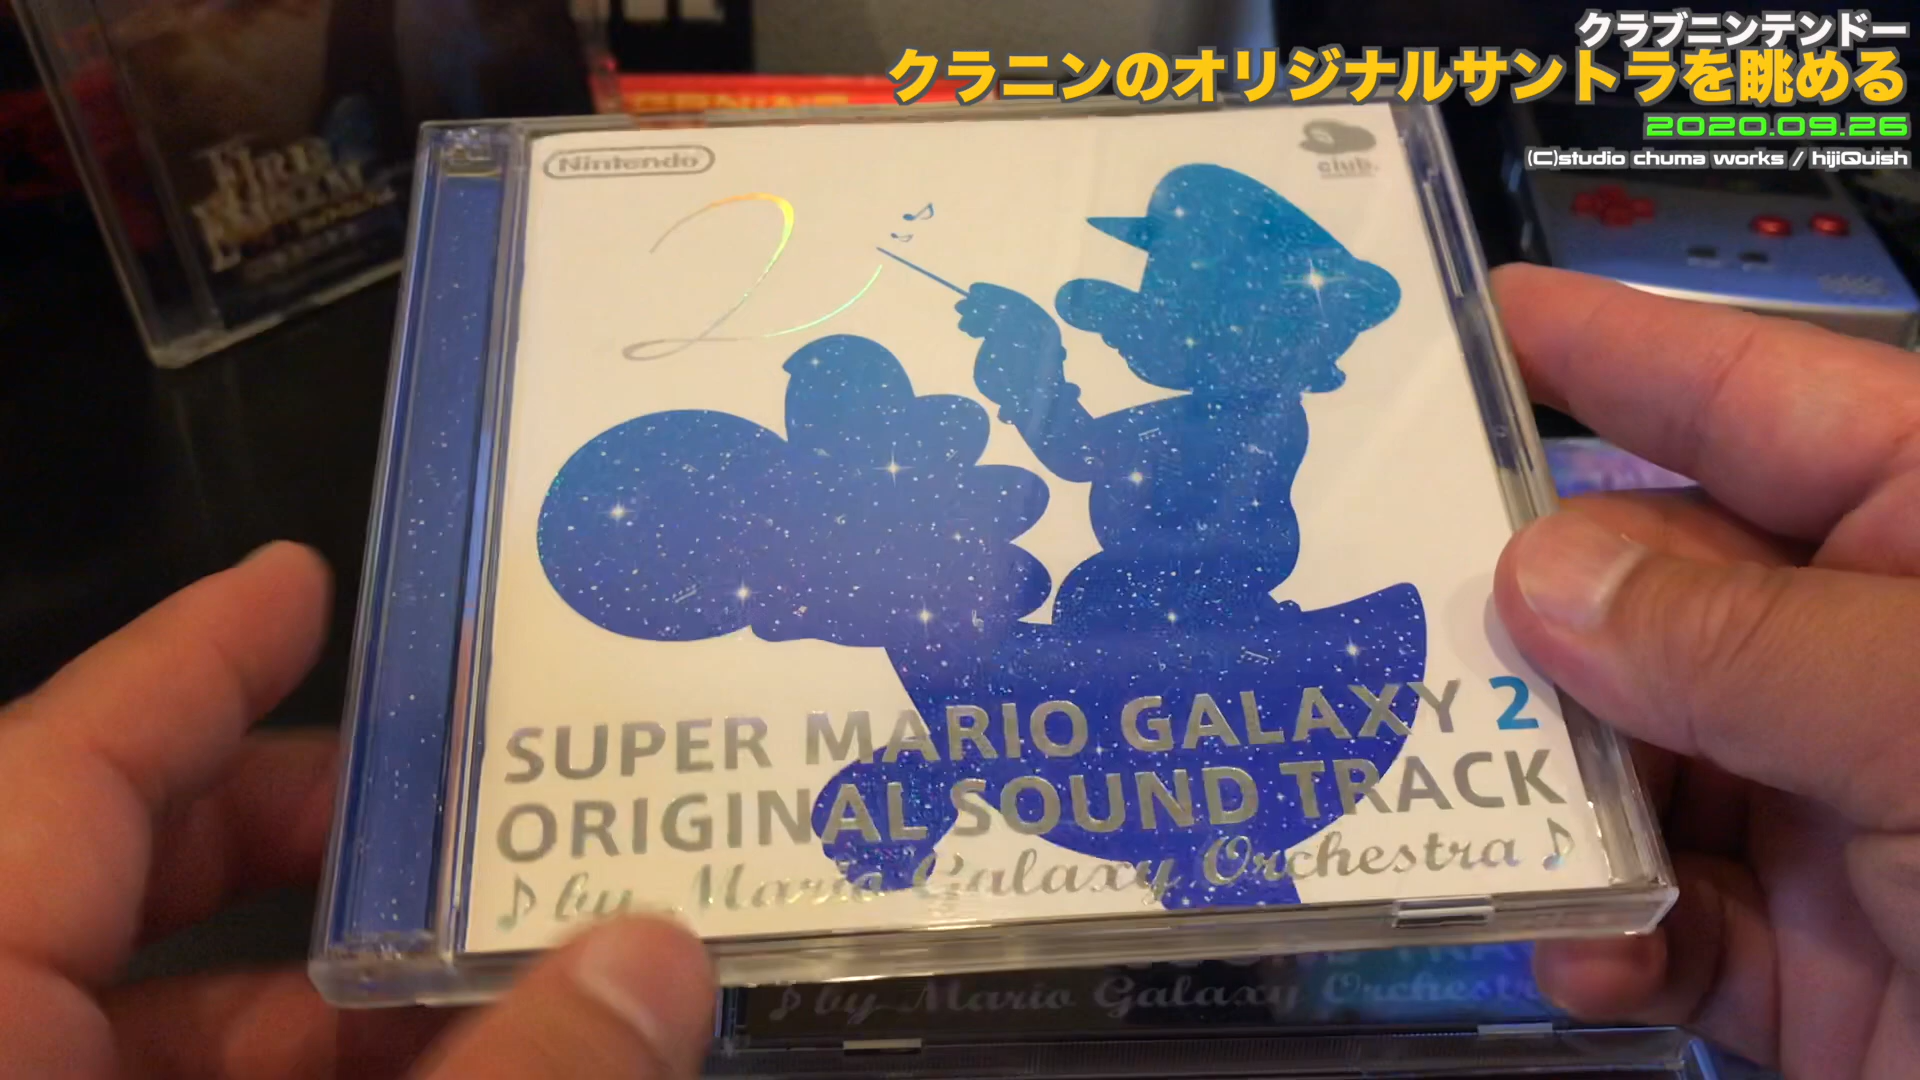 クラブニンテンドー
クラニンのオリジナルサントラを眺める
2020.09.26
(C)studio chuma works / hijiQuish
Nintendo
club
2
SUPER MARIO GALAXY 2
ORIGINAL SOUND TRACK
♪ by Mario Galaxy Orchestra ♪
♪ by Mario Galaxy Orchestra